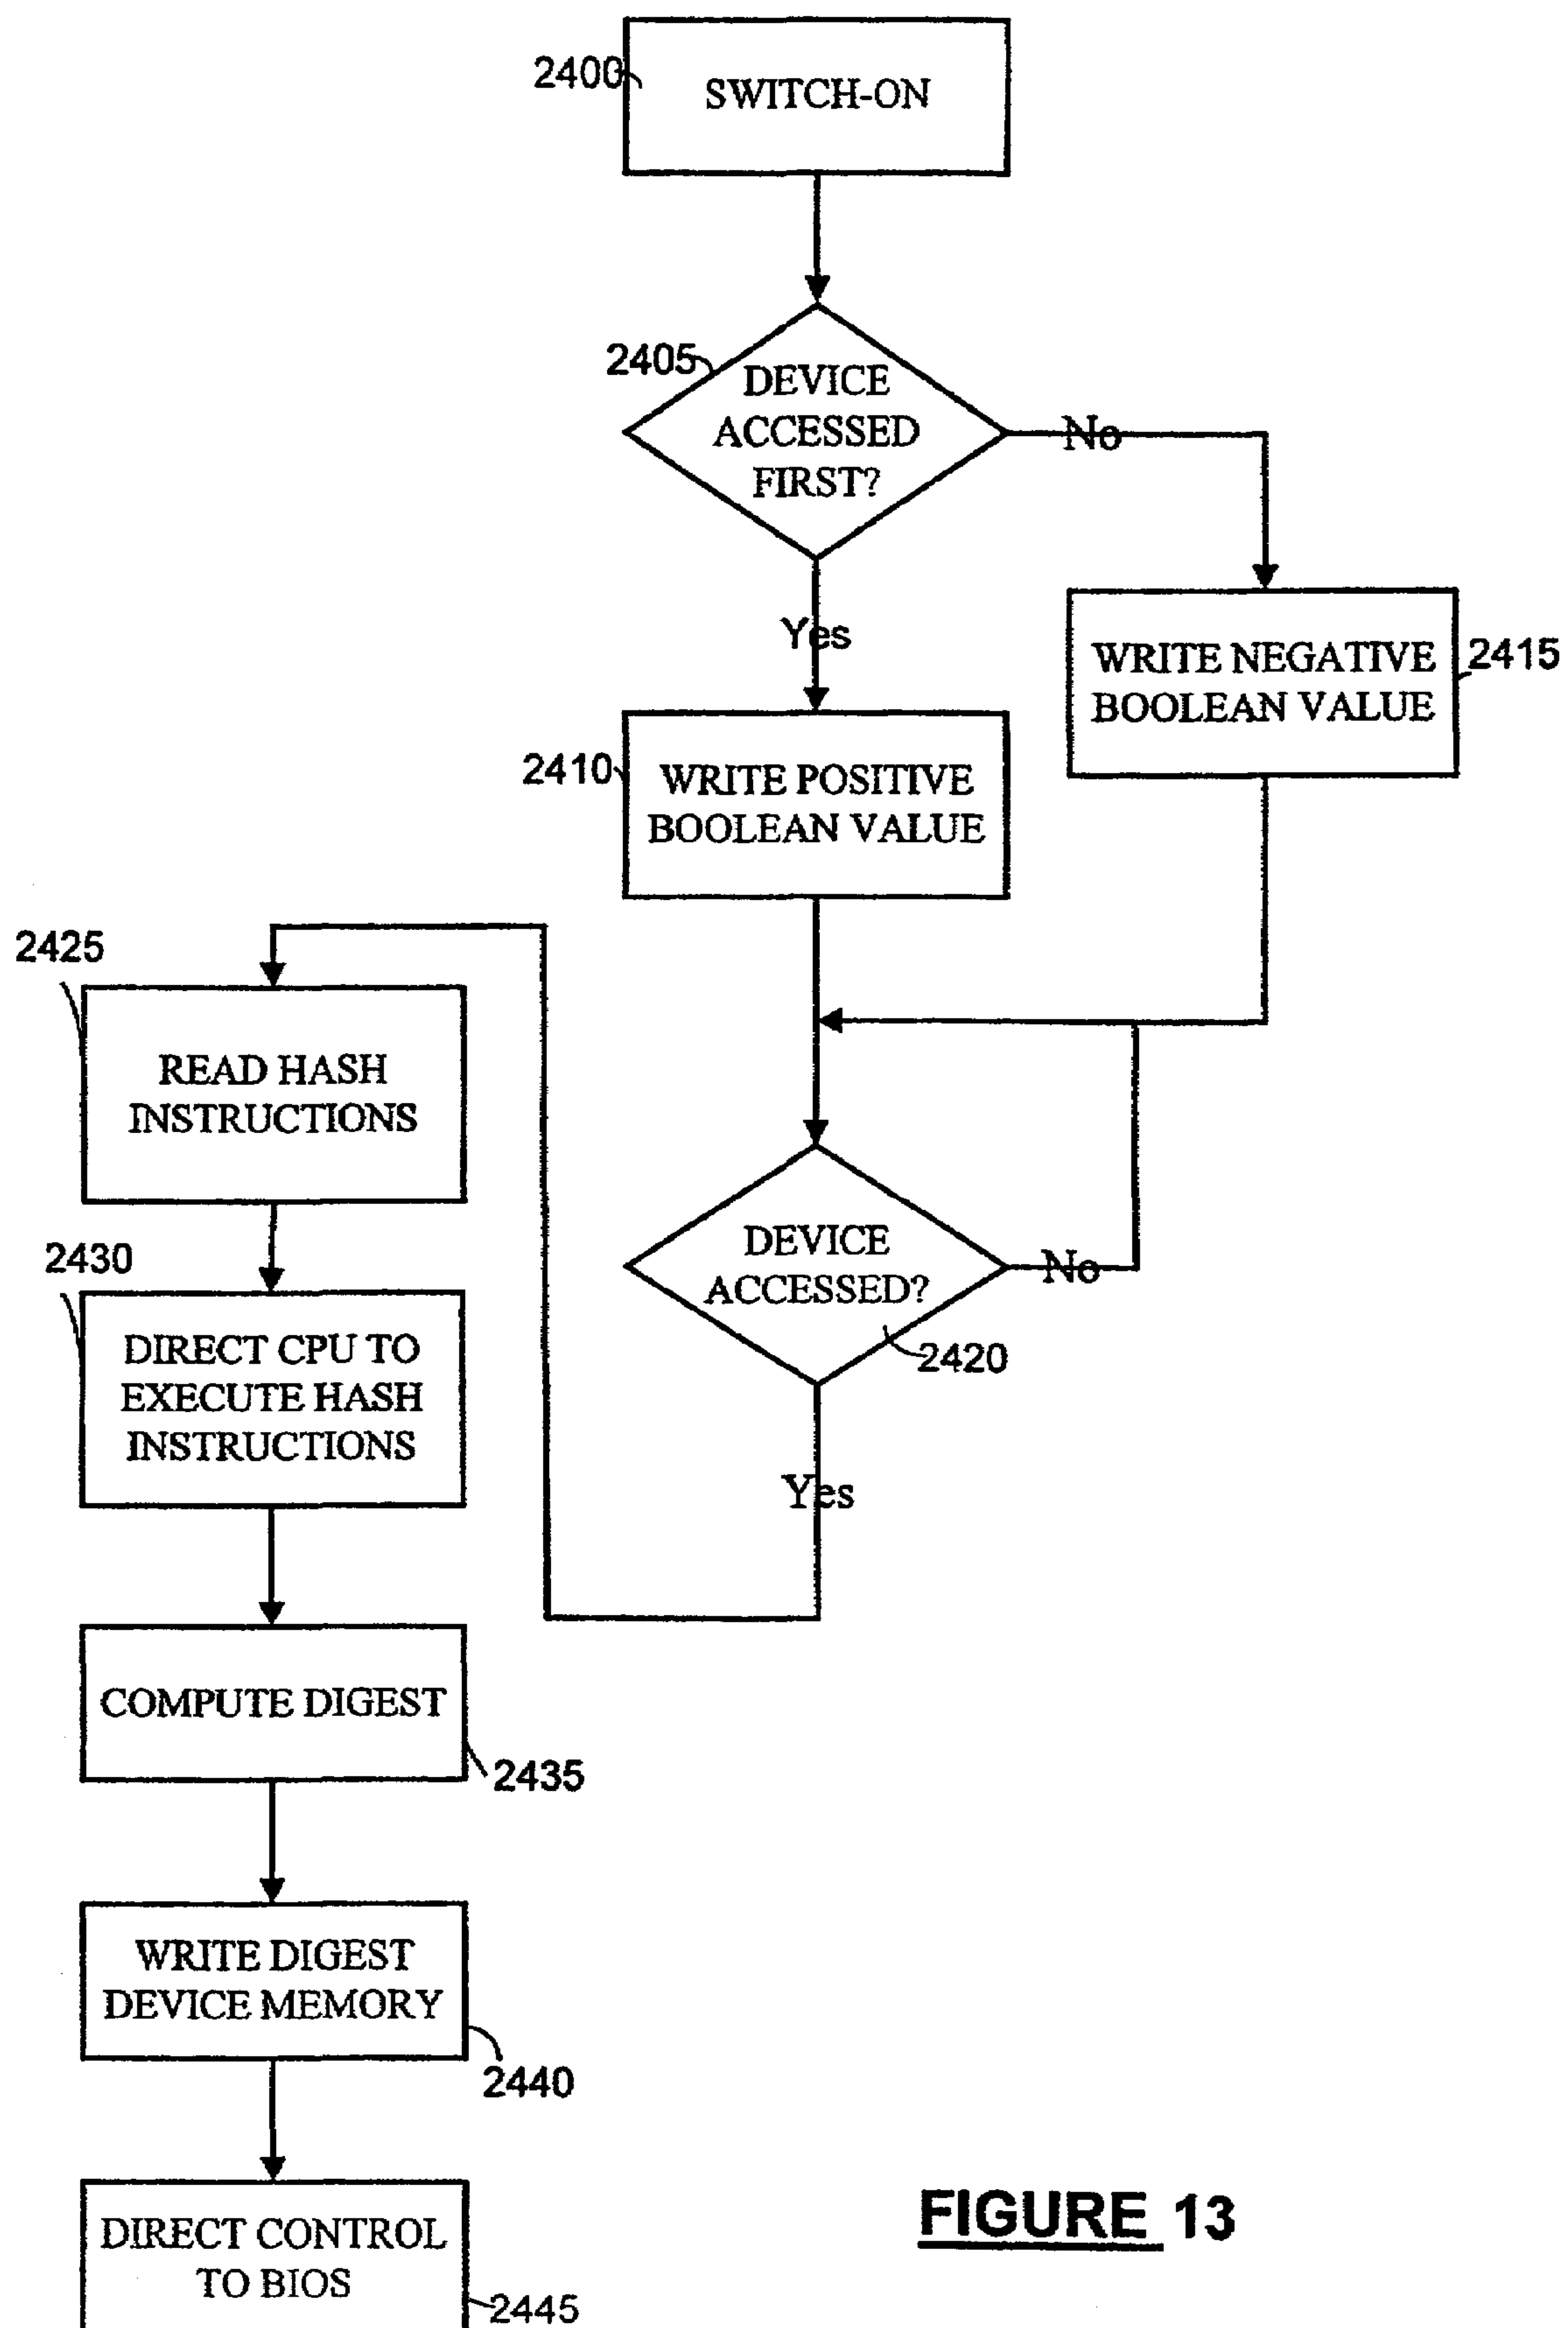 2400
SWITCH-ON
2405
DEVICE
ACCESSED
FIRST?
No
Yes
WRITE NEGATIVE
BOOLEAN VALUE
2415
2410
WRITE POSITIVE
BOOLEAN VALUE
2425
READ HASH
INSTRUCTIONS
DEVICE
ACCESSED?
No
2420
Yes
2430
DIRECT CPU TO
EXECUTE HASH
INSTRUCTIONS
COMPUTE DIGEST
2435
WRITE DIGEST
DEVICE MEMORY
2440
DIRECT CONTROL
TO BIOS
2445
FIGURE 13